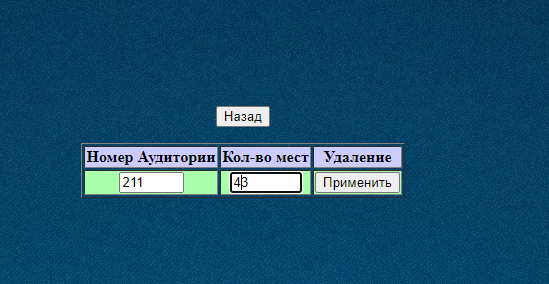 Назад
Номер Аудитории Кол-во мест Удаление
211 43 Применить